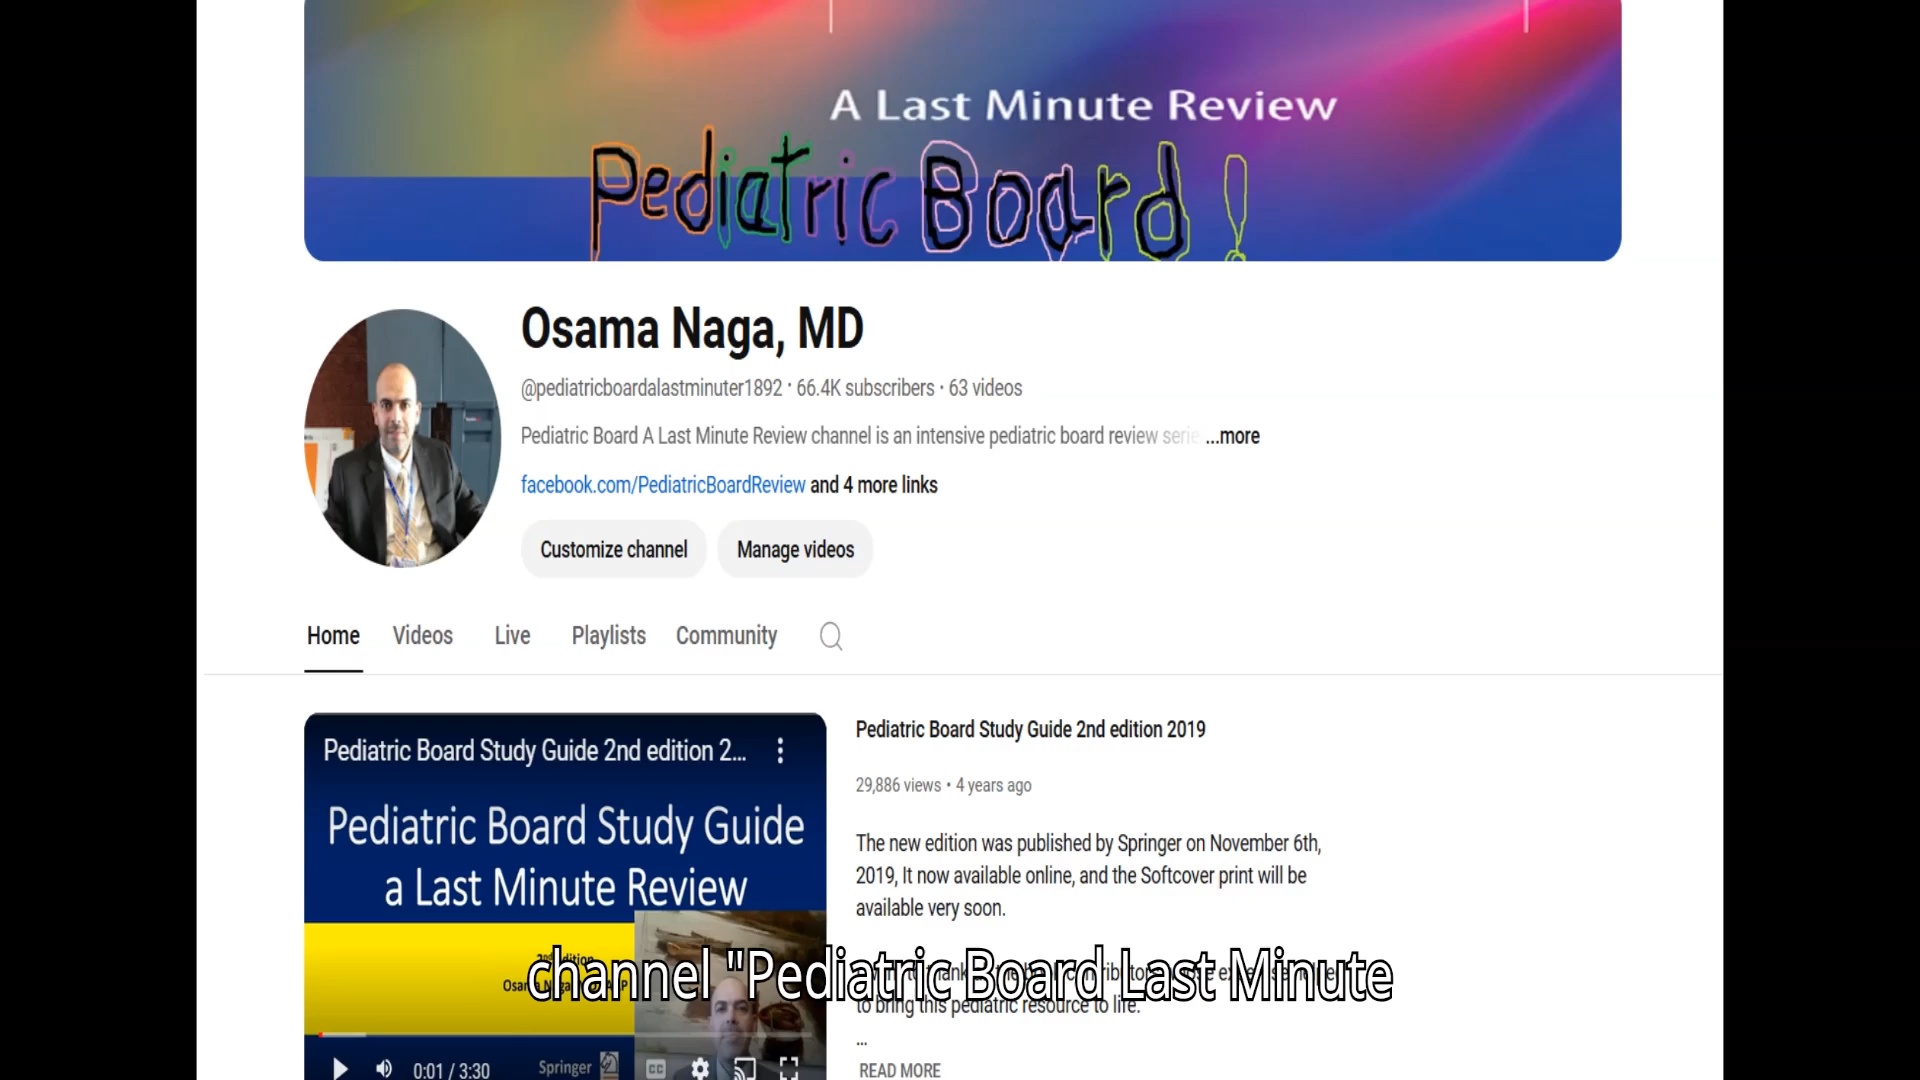 A Last Minute Review
Pediatric Board !
Osama Naga, MD
@pediatricboardalastminuter1892 · 66.4K subscribers · 63 videos
Pediatric Board A Last Minute Review channel is an intensive pediatric board review serie ...more
facebook.com/PediatricBoardReview and 4 more links
Customize channel Manage videos
Home Videos Live Playlists Community
Pediatric Board Study Guide 2nd edition 2...
Pediatric Board Study Guide
a Last Minute Review
Pediatric Board Study Guide 2nd edition 2019
29,886 views • 4 years ago
The new edition was published by Springer on November 6th,
2019, It now available online, and the Softcover print will be
available very soon.
channel "Pediatric Board Last Minute
to bring this pediatric resource to life.
...
READ MORE
0:01 / 3:30 Springer CC